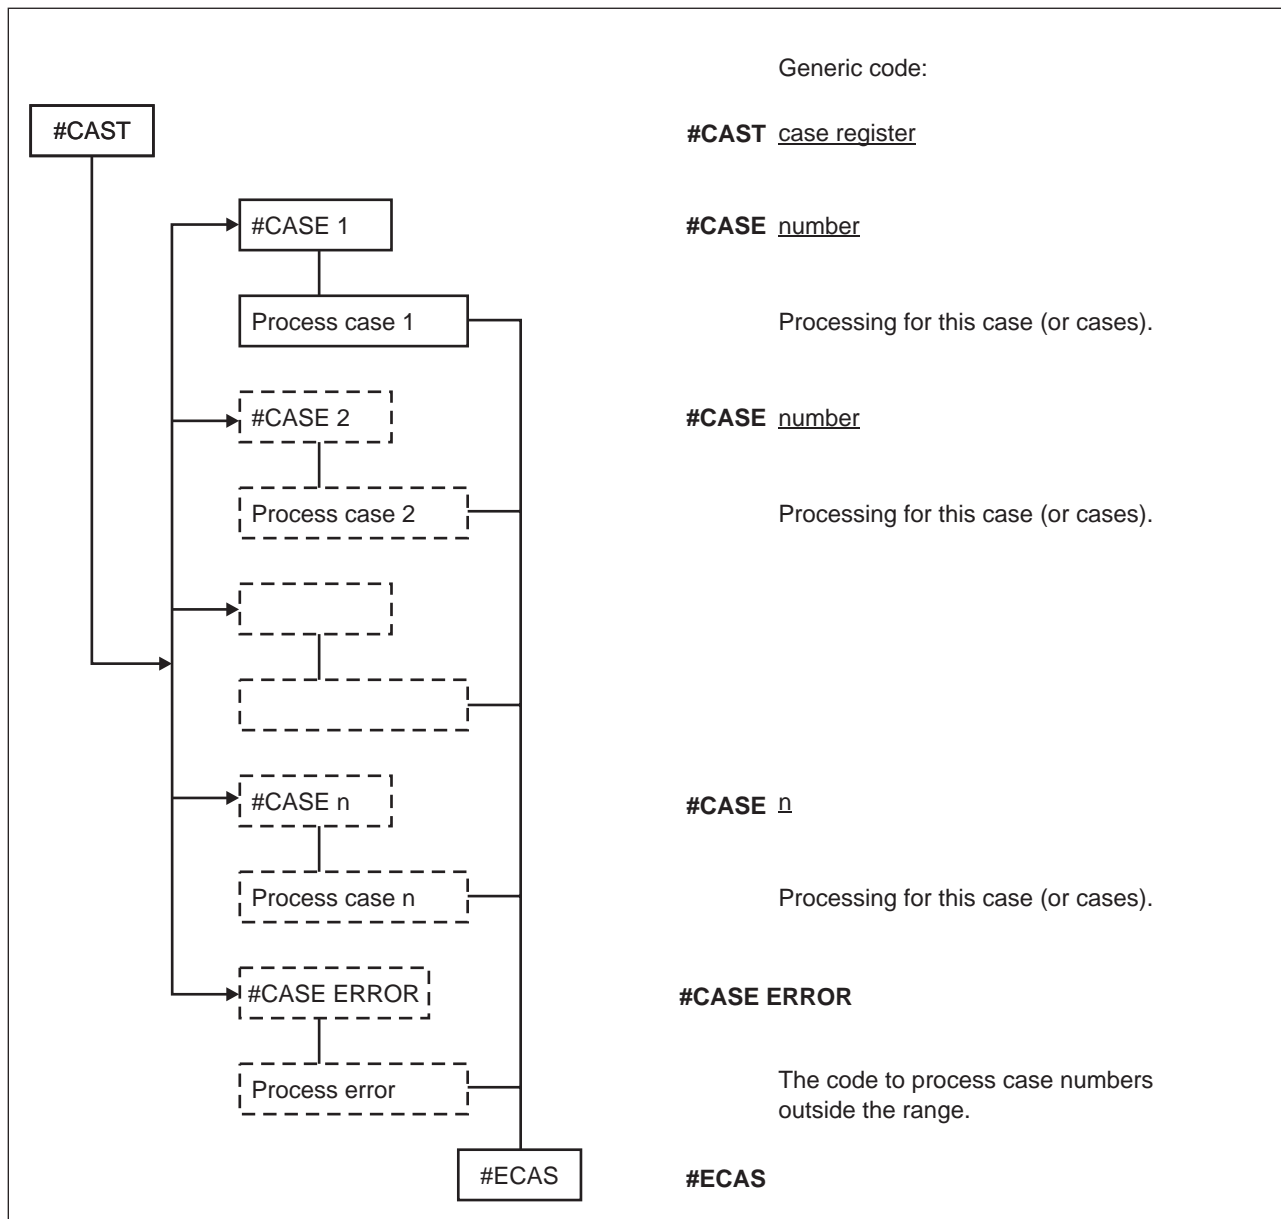 Generic code:
#CAST
#CAST case register
#CASE 1
#CASE number
Process case 1
Processing for this case (or cases).
#CASE 2
#CASE number
Process case 2
Processing for this case (or cases).
#CASE n
#CASE n
Process case n
Processing for this case (or cases).
#CASE ERROR
#CASE ERROR
Process error
The code to process case numbers
outside the range.
#ECAS
#ECAS